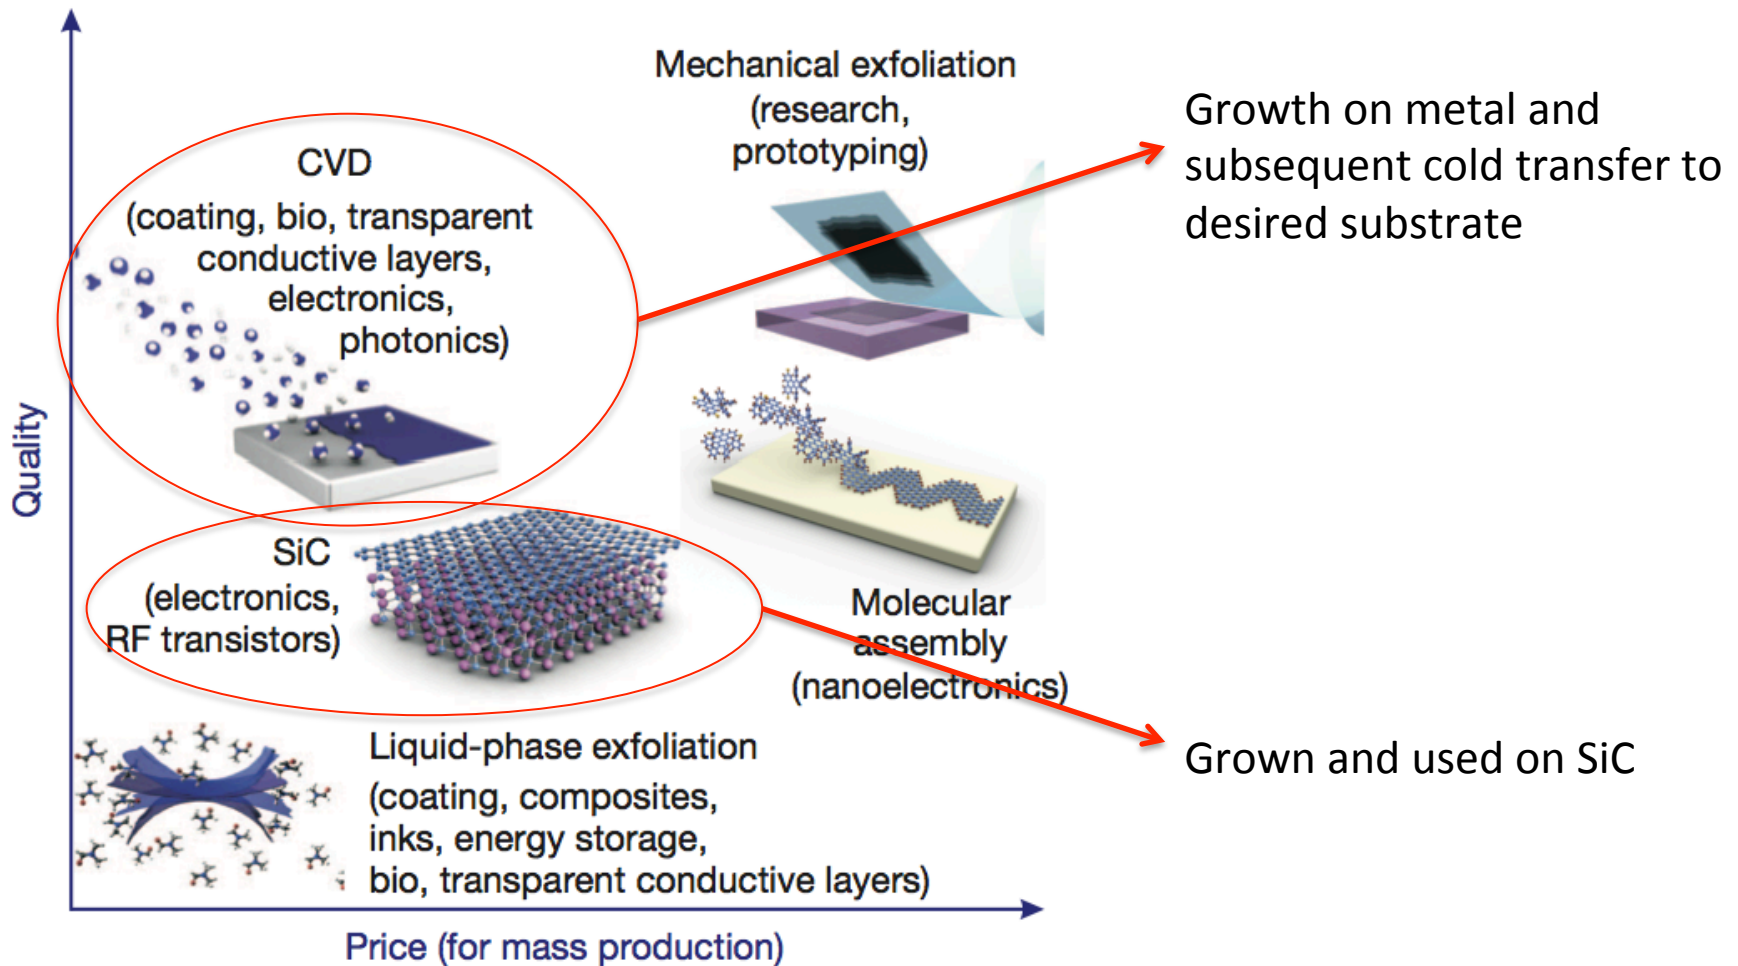 Mechanical exfoliation
(research,
prototyping)
Growth on metal and
subsequent cold transfer to
desired substrate
CVD
(coating, bio, transparent
conductive layers,
electronics,
photonics)
Quality
SiC
(electronics,
RF transistors)
Molecular
assembly
(nanoelectronics)
Grown and used on SiC
Liquid-phase exfoliation
(coating, composites,
inks, energy storage,
bio, transparent conductive layers)
Price (for mass production)